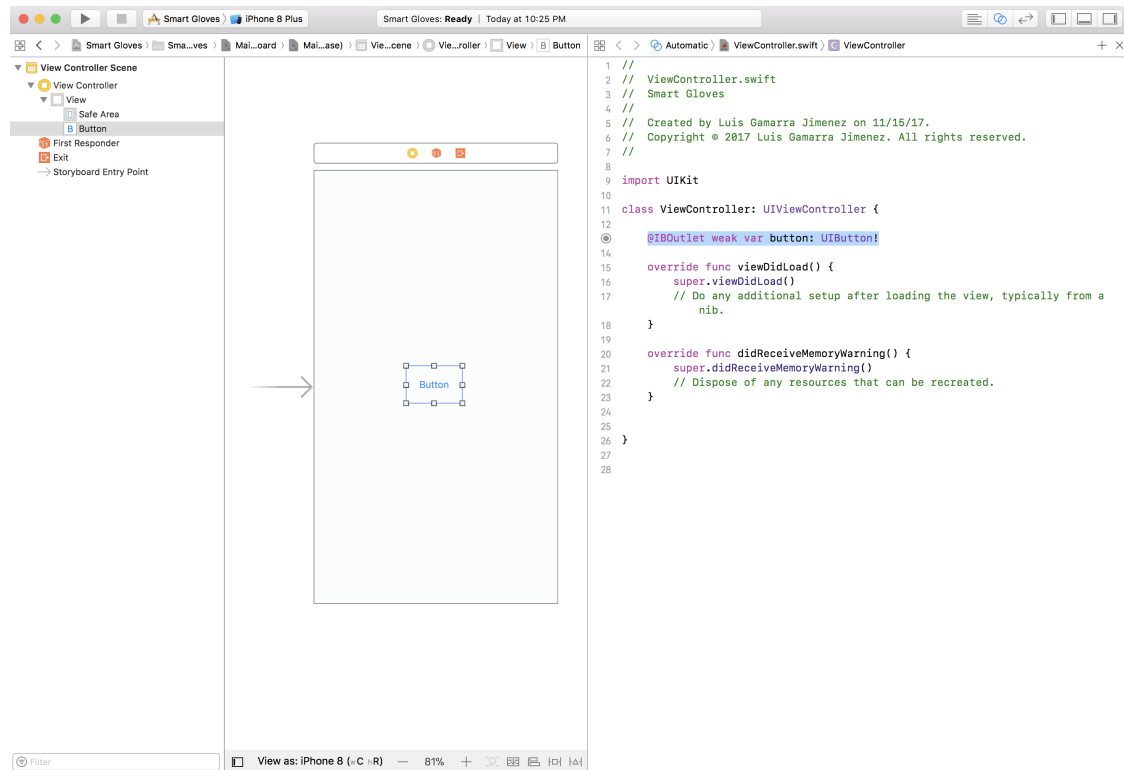 Smart Gloves iPhone 8 Plus
Smart Gloves: Ready | Today at 10:25 PM
Smart Gloves Sma...ves Mai...oard Mai...ase) Vie...cene Vie...roller View B Button
Automatic ViewController.swift C ViewController
View Controller Scene
View Controller
View
Safe Area
B Button
First Responder
Exit
Storyboard Entry Point
Filter
Button
View as: iPhone 8 (wC hR) — 81% +
1 //
2 //  ViewController.swift
3 //  Smart Gloves
4 //
5 //  Created by Luis Gamarra Jimenez on 11/15/17.
6 //  Copyright © 2017 Luis Gamarra Jimenez. All rights reserved.
7 //
8
9 import UIKit
10
11 class ViewController: UIViewController {
12
@IBOutlet weak var button: UIButton!
14
15 override func viewDidLoad() {
16 super.viewDidLoad()
17 // Do any additional setup after loading the view, typically from a
nib.
18 }
19
20 override func didReceiveMemoryWarning() {
21 super.didReceiveMemoryWarning()
22 // Dispose of any resources that can be recreated.
23 }
24
25
26 }
27
28